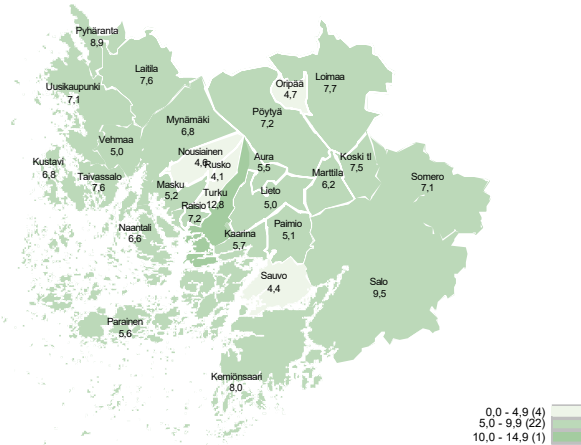 Pyhäranta
8,9
Laitila
7,6
Loimaa
7,7
Oripää
4,7
Uusikaupunki
7,1
Pöytyä
7,2
Mynämäki
6,8
Vehmaa
5,0
Nousiainen
4,6
Rusko
4,1
Aura
5,5
Koski tl
7,5
Kustavi
6,8
Taivassalo
7,6
Masku
5,2
Marttila
6,2
Somero
7,1
Turku
12,8
Lieto
5,0
Raisio
7,2
Naantali
6,6
Kaarina
5,7
Paimio
5,1
Sauvo
4,4
Salo
9,5
Parainen
5,6
Kemiönsaari
8,0
0,0 - 4,9 (4)
5,0 - 9,9 (22)
10,0 - 14,9 (1)